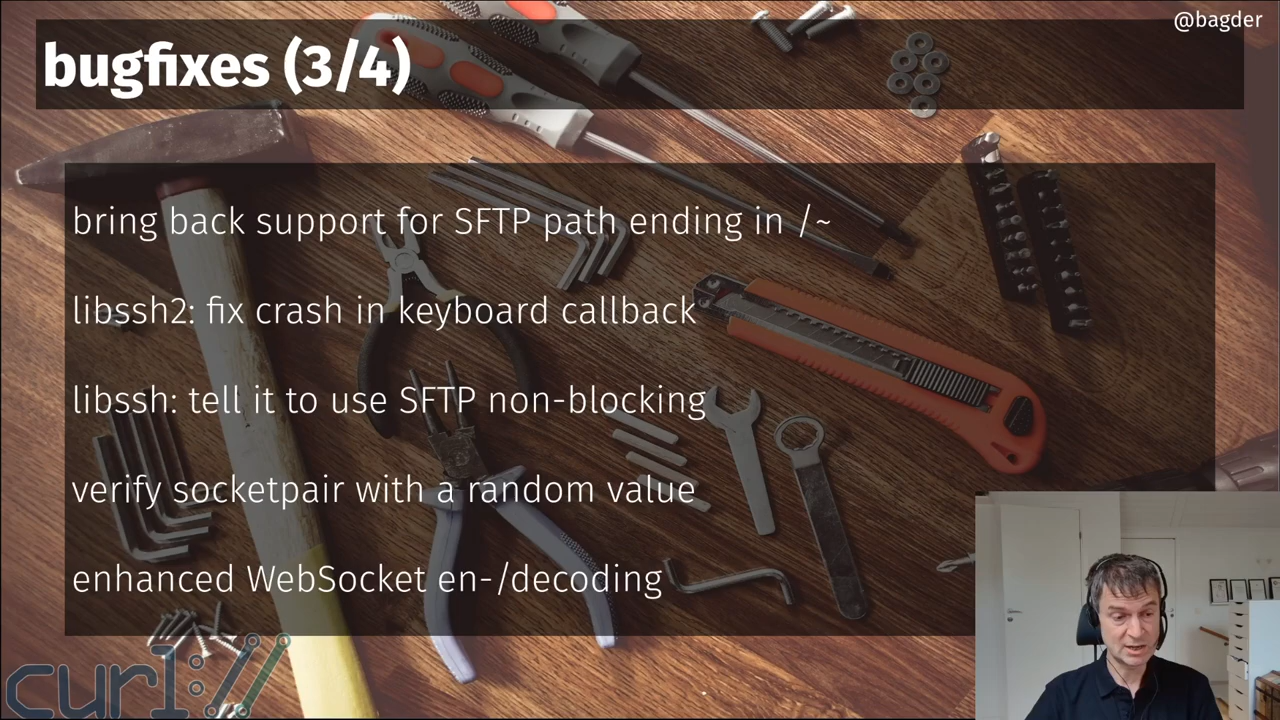 @bagder
bugfixes (3/4)
bring back support for SFTP path ending in /~
libssh2: fix crash in keyboard callback
libssh: tell it to use SFTP non-blocking
verify socketpair with a random value
enhanced WebSocket en-/decoding
curl://